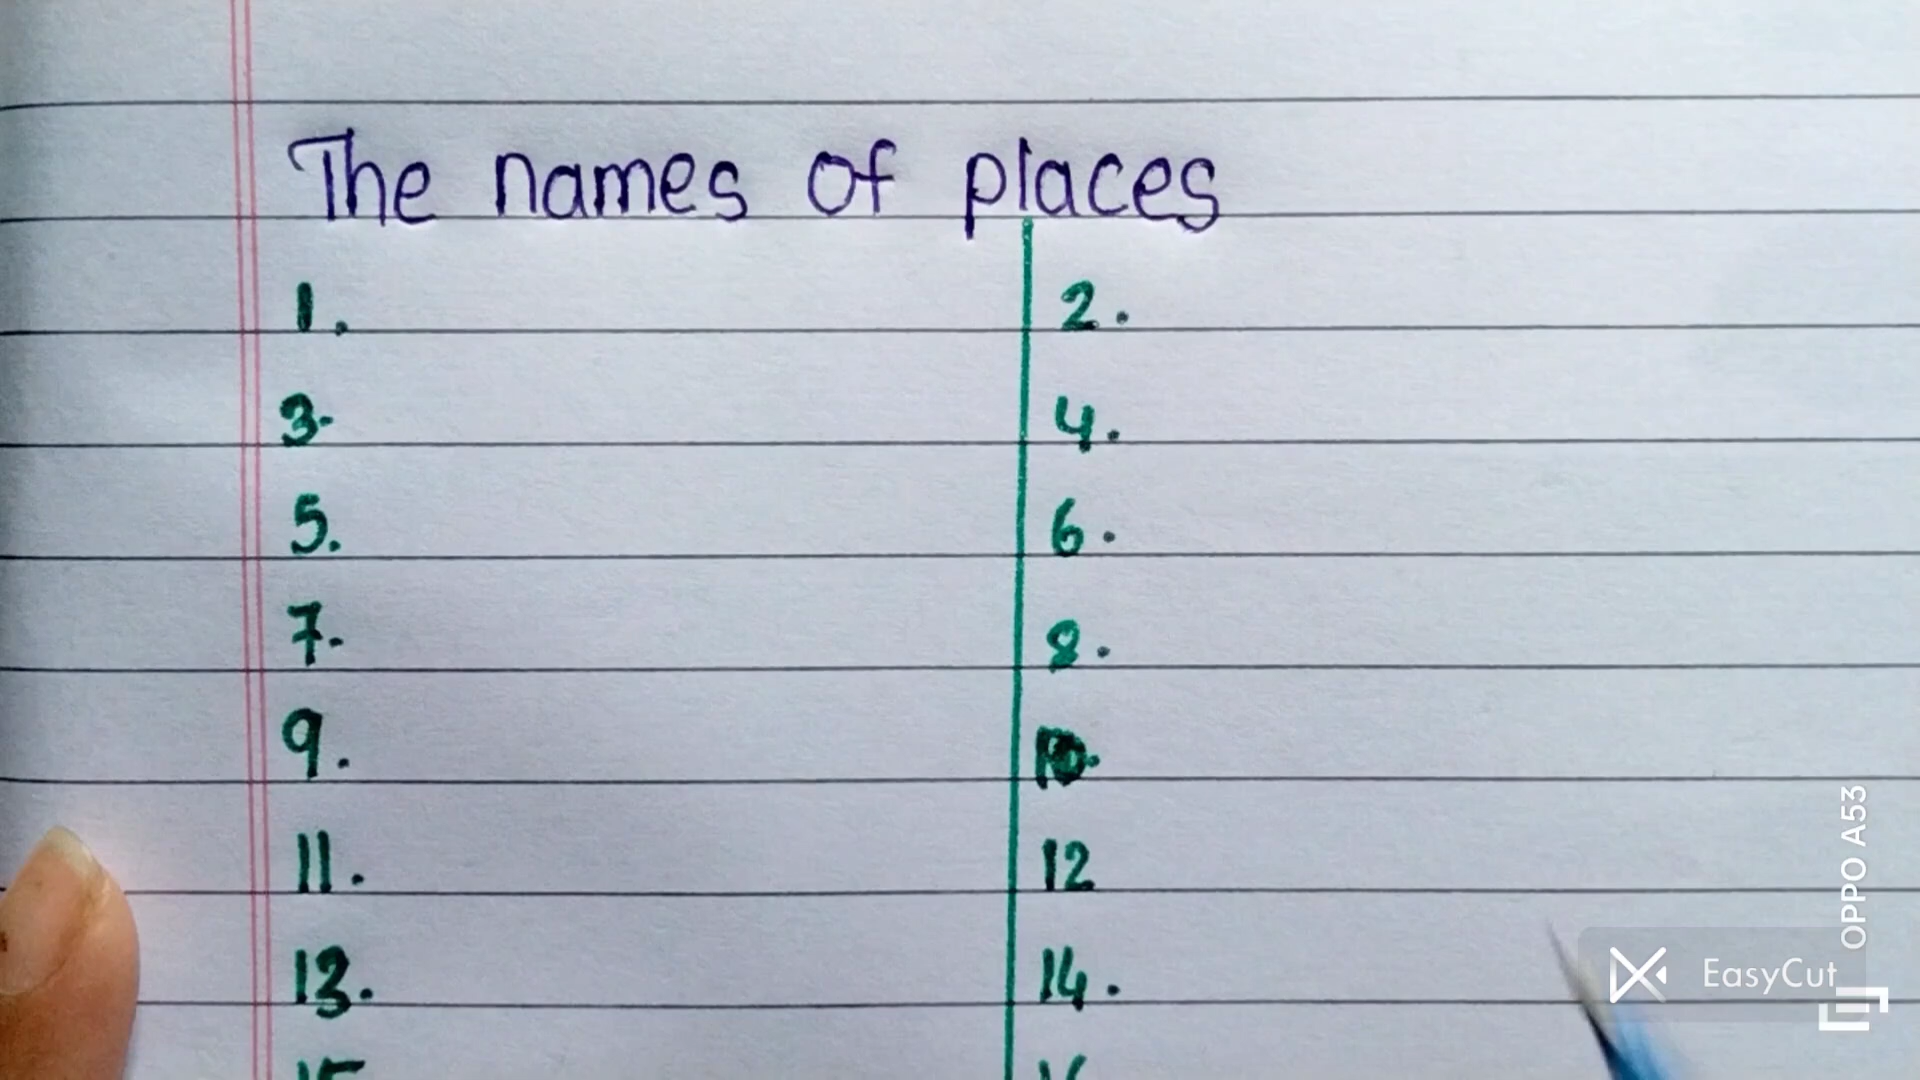 The names of places
1. 2.
3. 4.
5. 6.
7. 8.
9. 10.
11. 12
13. 14.
15
OPPO A53
EasyCut